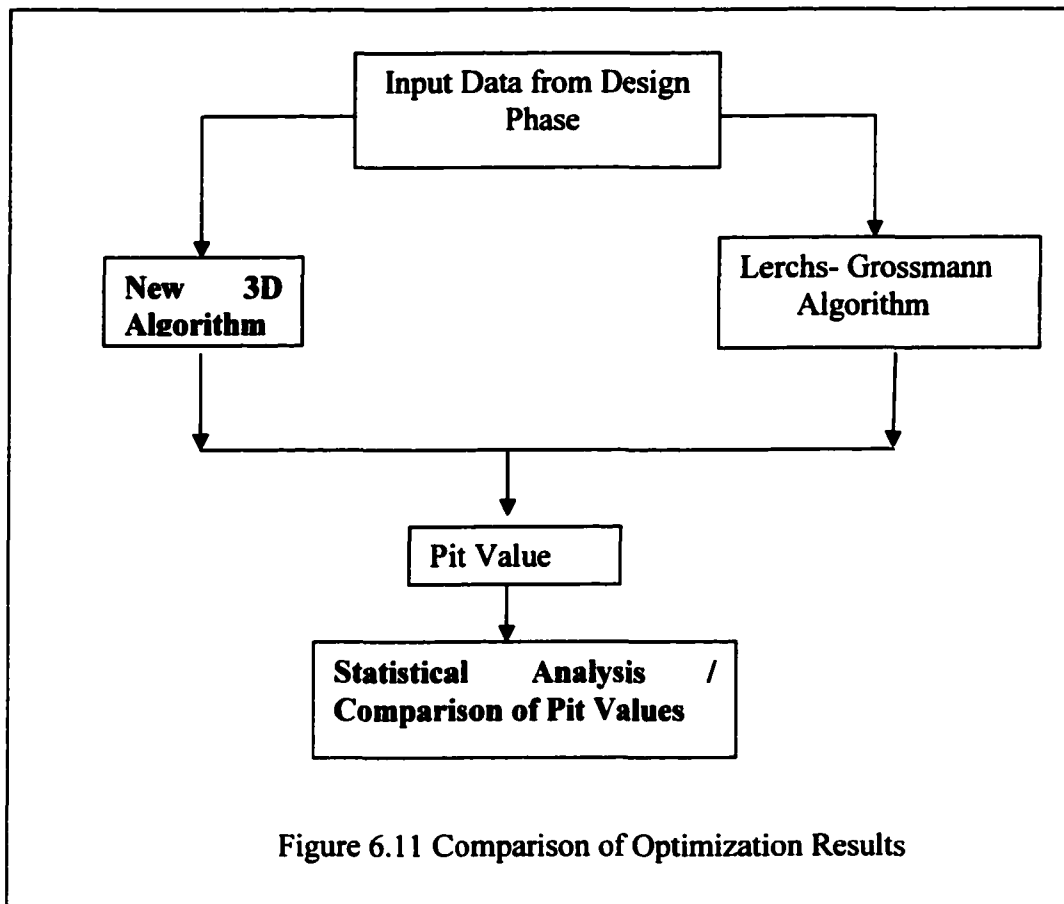 Input Data from Design
Phase
New 3D
Algorithm
Lerchs- Grossmann
Algorithm
Pit Value
Statistical Analysis /
Comparison of Pit Values
Figure 6.11 Comparison of Optimization Results